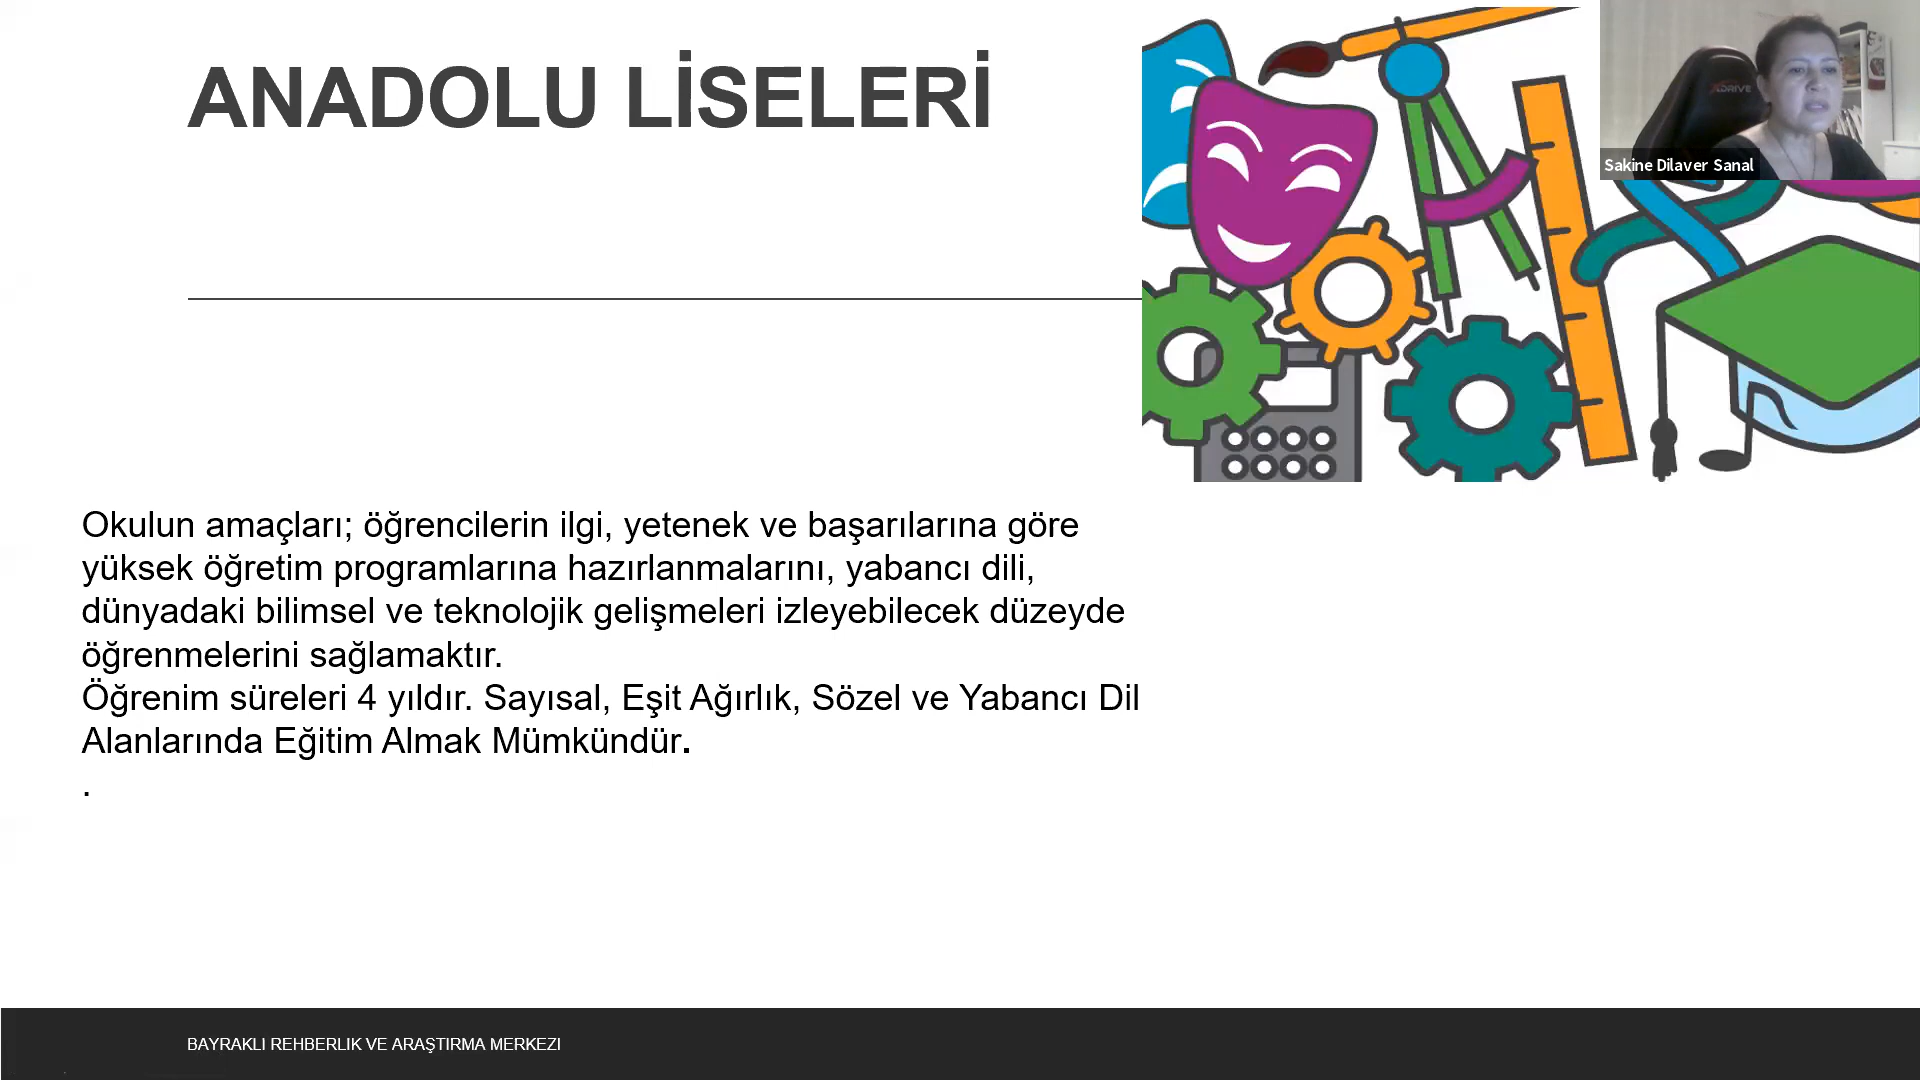 ANADOLU LİSELERİ
XDRIVE
Sakine Dilaver Sanal
Okulun amaçları; öğrencilerin ilgi, yetenek ve başarılarına göre
yüksek öğretim programlarına hazırlanmalarını, yabancı dili,
dünyadaki bilimsel ve teknolojik gelişmeleri izleyebilecek düzeyde
öğrenmelerini sağlamaktır.
Öğrenim süreleri 4 yıldır. Sayısal, Eşit Ağırlık, Sözel ve Yabancı Dil
Alanlarında Eğitim Almak Mümkündür.
.
BAYRAKLI REHBERLIK VE ARAŞTIRMA MERKEZI